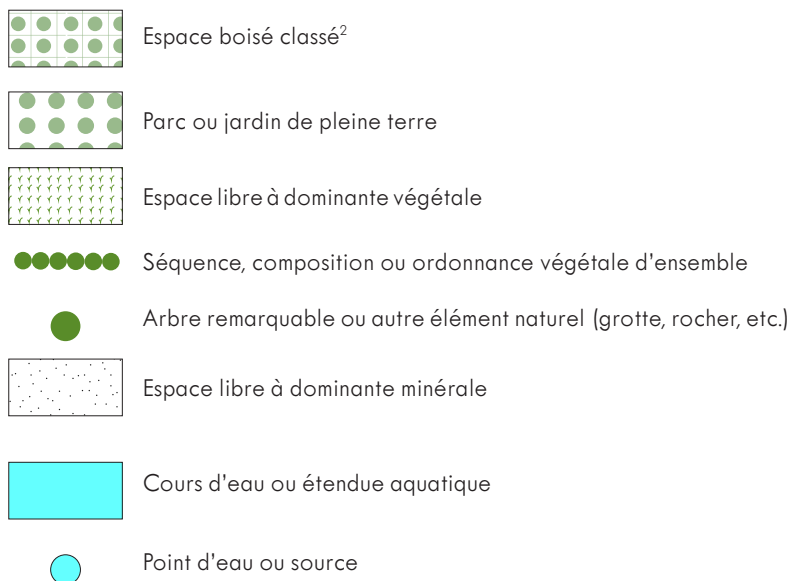 Espace boisé classé²
Parc ou jardin de pleine terre
Espace libre à dominante végétale
Séquence, composition ou ordonnance végétale d'ensemble
Arbre remarquable ou autre élément naturel (grotte, rocher, etc.)
Espace libre à dominante minérale
Cours d'eau ou étendue aquatique
Point d'eau ou source